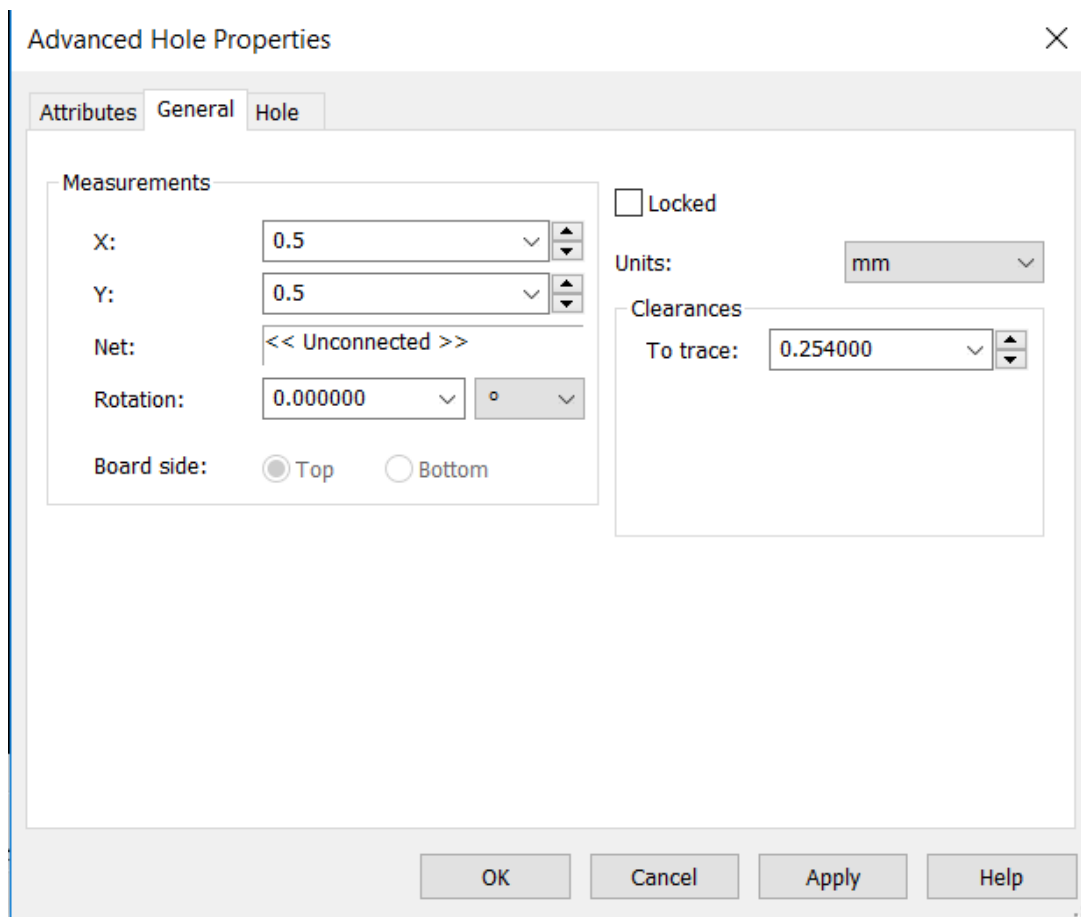 Advanced Hole Properties
Attributes General Hole
Measurements
X: 0.5
Y: 0.5
Net: << Unconnected >>
Rotation: 0.000000 °
Board side: Top Bottom
Locked
Units: mm
Clearances
To trace: 0.254000
OK Cancel Apply Help